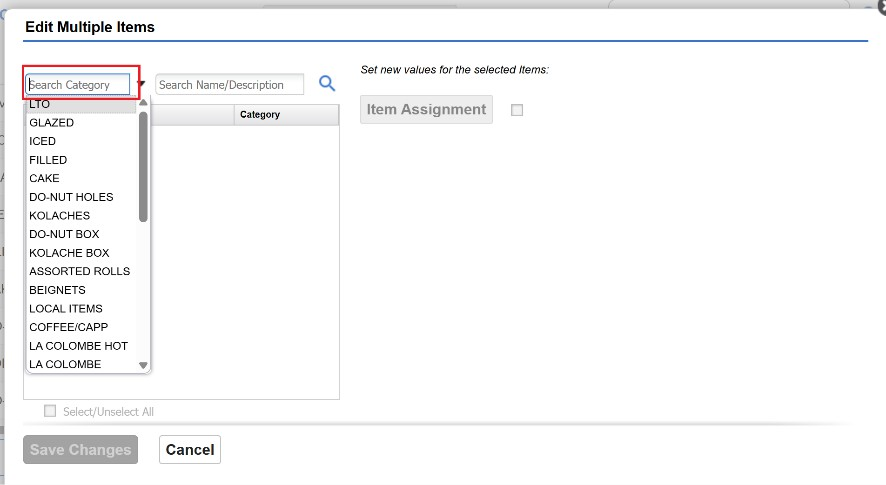 Edit Multiple Items
Search Category
Search Name/Description
Set new values for the selected Items:
Item Assignment
Category
LTO
GLAZED
ICED
FILLED
CAKE
DO-NUT HOLES
KOLACHES
DO-NUT BOX
KOLACHE BOX
ASSORTED ROLLS
BEIGNETS
LOCAL ITEMS
COFFEE/CAPP
LA COLOMBE HOT
LA COLOMBE
Select/Unselect All
Save Changes
Cancel